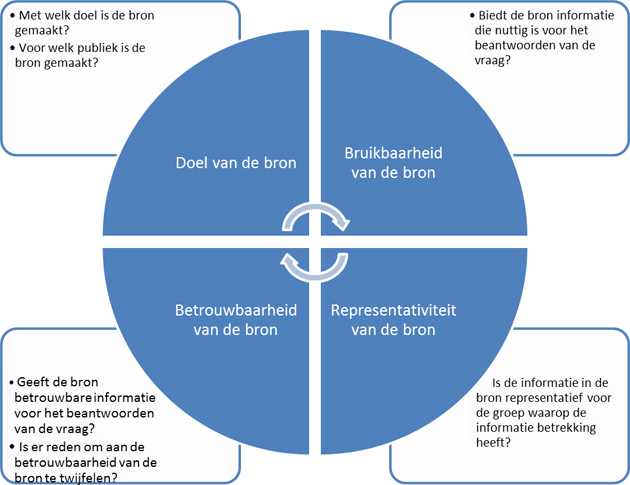 • Met welk doel is de bron
gemaakt?
• Voor welk publiek is de
bron gemaakt?
• Biedt de bron informatie
die nuttig is voor het
beantwoorden van de
vraag?
Doel van de bron
Bruikbaarheid
van de bron
Betrouwbaarheid
van de bron
Representativiteit
van de bron
• Geeft de bron
betrouwbare informatie
voor het beantwoorden
van de vraag?
• Is er reden om aan de
betrouwbaarheid van de
bron te twijfelen?
Is de informatie in de
bron representatief voor
de groep waarop de
informatie betrekking
heeft?